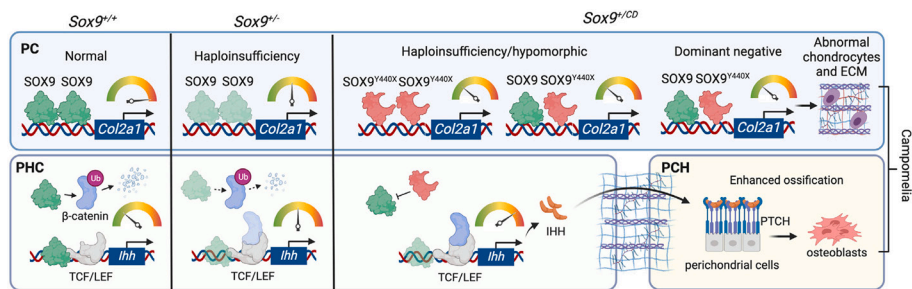 Sox9+/+
Sox9+/-
Sox9+/CD
PC
Normal
SOX9 SOX9
Col2a1
Haploinsufficiency
SOX9 SOX9
Col2a1
Haploinsufficiency/hypomorphic
SOX9Y440X SOX9Y440X
Col2a1
SOX9 SOX9Y440X
Col2a1
Dominant negative
SOX9 SOX9Y440X
Col2a1
Abnormal
chondrocytes
and ECM
Campomelia
PHC
Ub
β-catenin
Ihh
TCF/LEF
Ub
Ihh
TCF/LEF
Ihh
TCF/LEF
IHH
PCH
Enhanced ossification
PTCH
perichondrial cells
osteoblasts